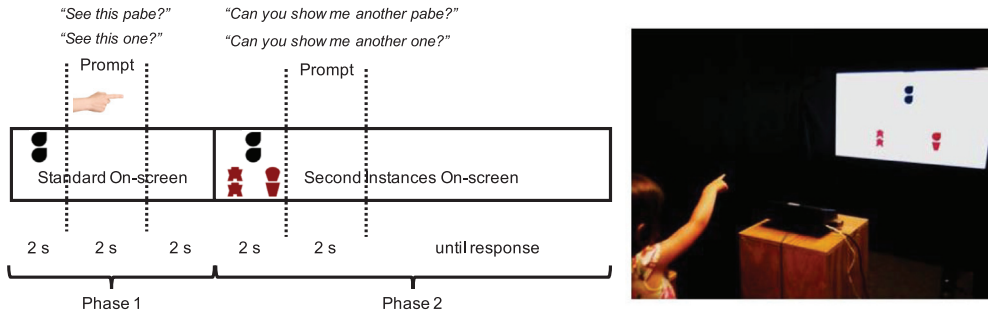 “See this pabe?”
“See this one?”
Prompt
“Can you show me another pabe?”
“Can you show me another one?”
Prompt
Standard On-screen
Second Instances On-screen
2 s
2 s
2 s
2 s
2 s
until response
Phase 1
Phase 2